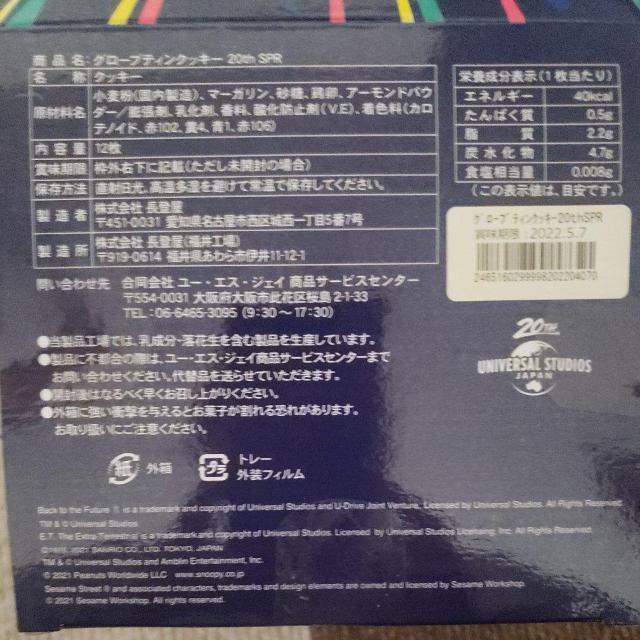 商品名:グローブティンクッキー 20th SPR
名称 クッキー
原材料名 小麦粉(国内製造)、マーガリン、砂糖、鶏卵、アーモンドパウ
ダー／膨張剤、乳化剤、香料、酸化防止剤(V.E)、着色料(カロ
テノイド、赤102、黄4、青1、赤106)
内容量 12枚
賞味期限 枠外右下に記載(ただし未開封の場合)
保存方法 直射日光、高温多湿を避けて常温で保存してください。
製造者 株式会社 長登屋
〒451-0031 愛知県名古屋市西区城西一丁目5番7号
製造所 株式会社 長登屋(福井工場)
〒919-0614 福井県あわら市伊井11-12-1
栄養成分表示(1枚当たり)
エネルギー 40kcal
たんぱく質 0.5g
脂質 2.2g
炭水化物 4.7g
食塩相当量 0.008g
(この表示値は、目安です。)
グローブティンクッキー20thSPR
賞味期限:2022.5.7
問い合わせ先 合同会社 ユー・エス・ジェイ 商品サービスセンター
〒554-0031 大阪府大阪市此花区桜島2-1-33
TEL:06-6465-3095 (9:30〜17:30)
●当製品工場では、乳成分・落花生を含む製品を生産しています。
●製品に不都合の際は、ユー・エス・ジェイ商品サービスセンターまで
お問い合わせください。代替品を送らせていただきます。
●開封後はなるべく早くお召し上がりください。
●外箱に強い衝撃を与えるとお菓子が割れる恐れがあります。
お取り扱いにご注意ください。
20TH
UNIVERSAL STUDIOS
JAPAN
紙 外箱
プラ トレー
外装フィルム
Back to the Future is a trademark and copyright of Universal Studios and U-Drive Joint Venture. Licensed by Universal Studios. All Rights Reserved.
TM & © Universal Studios
E.T. The Extra Terrestrial is a trademark and copyright of Universal Studios. Licensed by Universal Studios. All Rights Reserved.
SANRIO CO., LTD. TOKYO, JAPAN
TM & © Universal Studios and Amblin Entertainment, Inc.
© 2021 Peanuts Worldwide LLC www.snoopy.co.jp
Sesame Street ® and associated characters, trademarks and design elements are owned and licensed by Sesame Workshop.
© 2021 Sesame Workshop. All rights reserved.